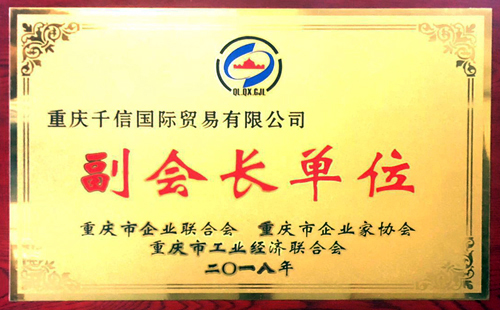 QL.QX.GJL
重庆千信国际贸易有限公司
副会长单位
重庆市企业联合会 重庆市企业家协会
重庆市工业经济联合会
二〇一八年